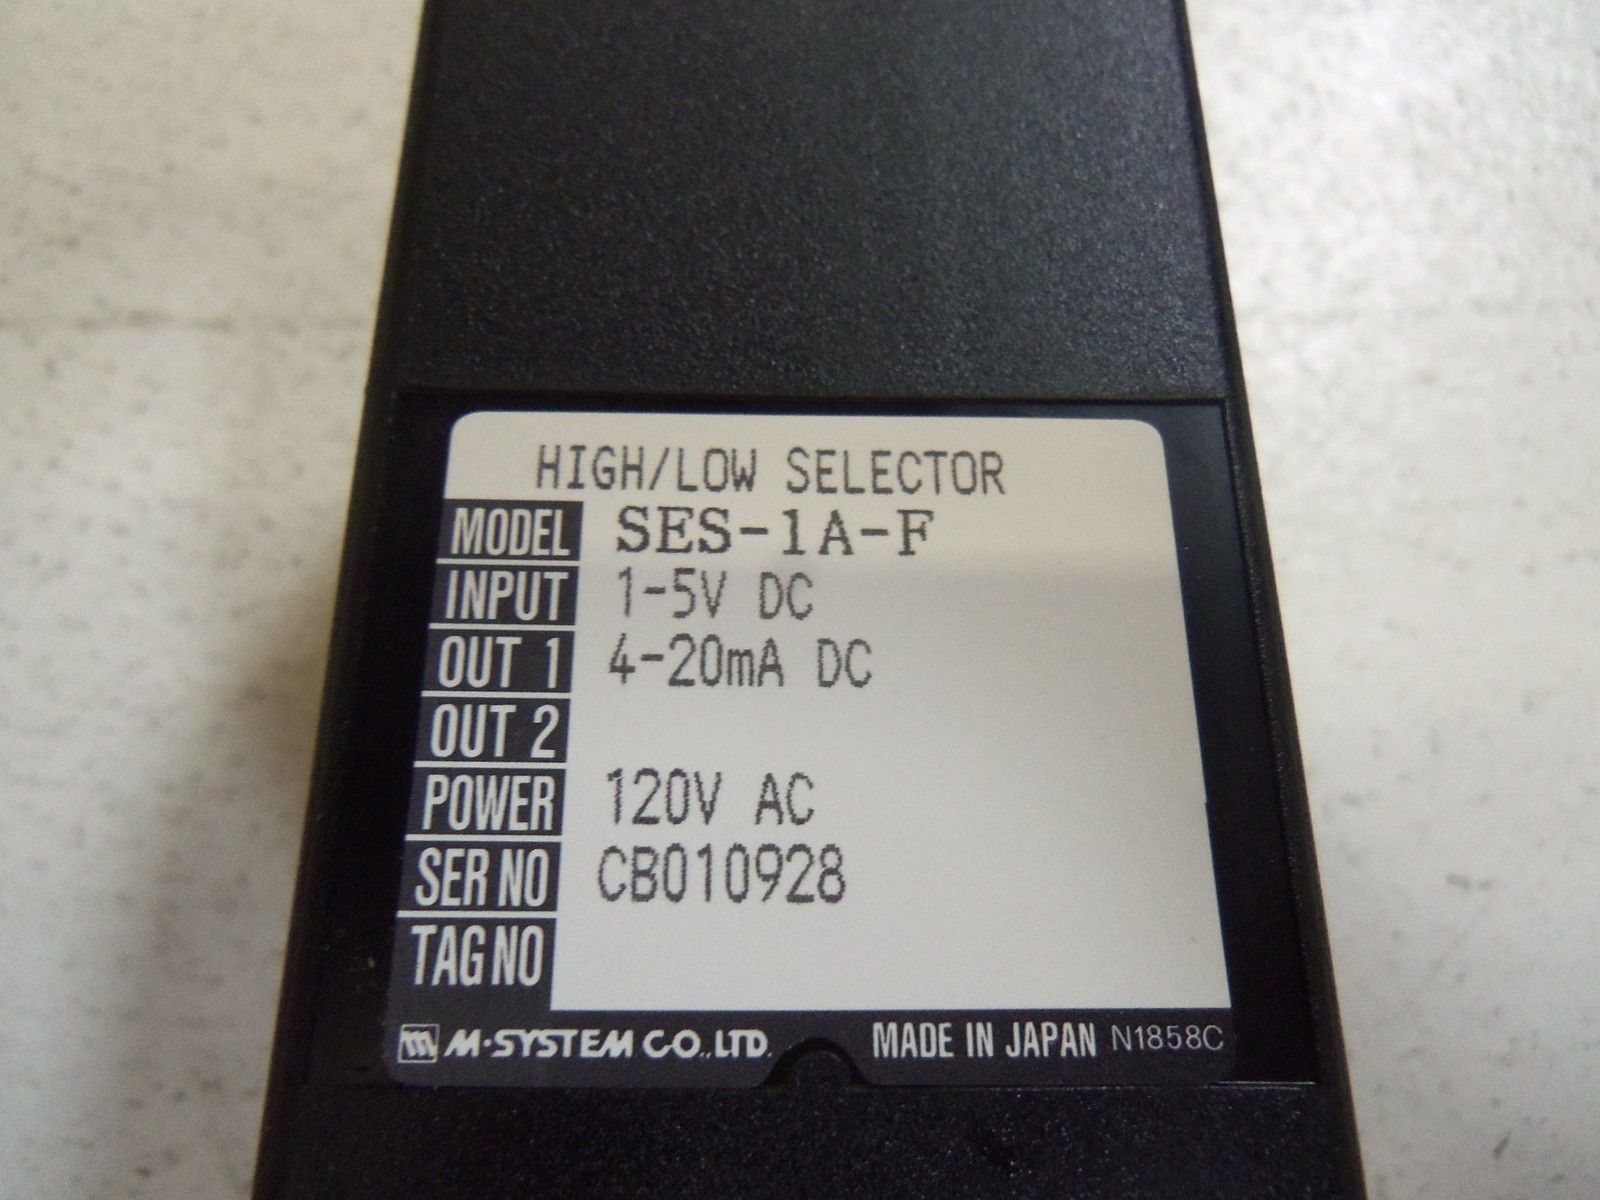 HIGH/LOW SELECTOR
MODEL SES-1A-F
INPUT 1-5V DC
OUT 1 4-20mA DC
OUT 2
POWER 120V AC
SER NO CB010928
TAG NO
M·SYSTEM CO.,LTD. MADE IN JAPAN N1858C